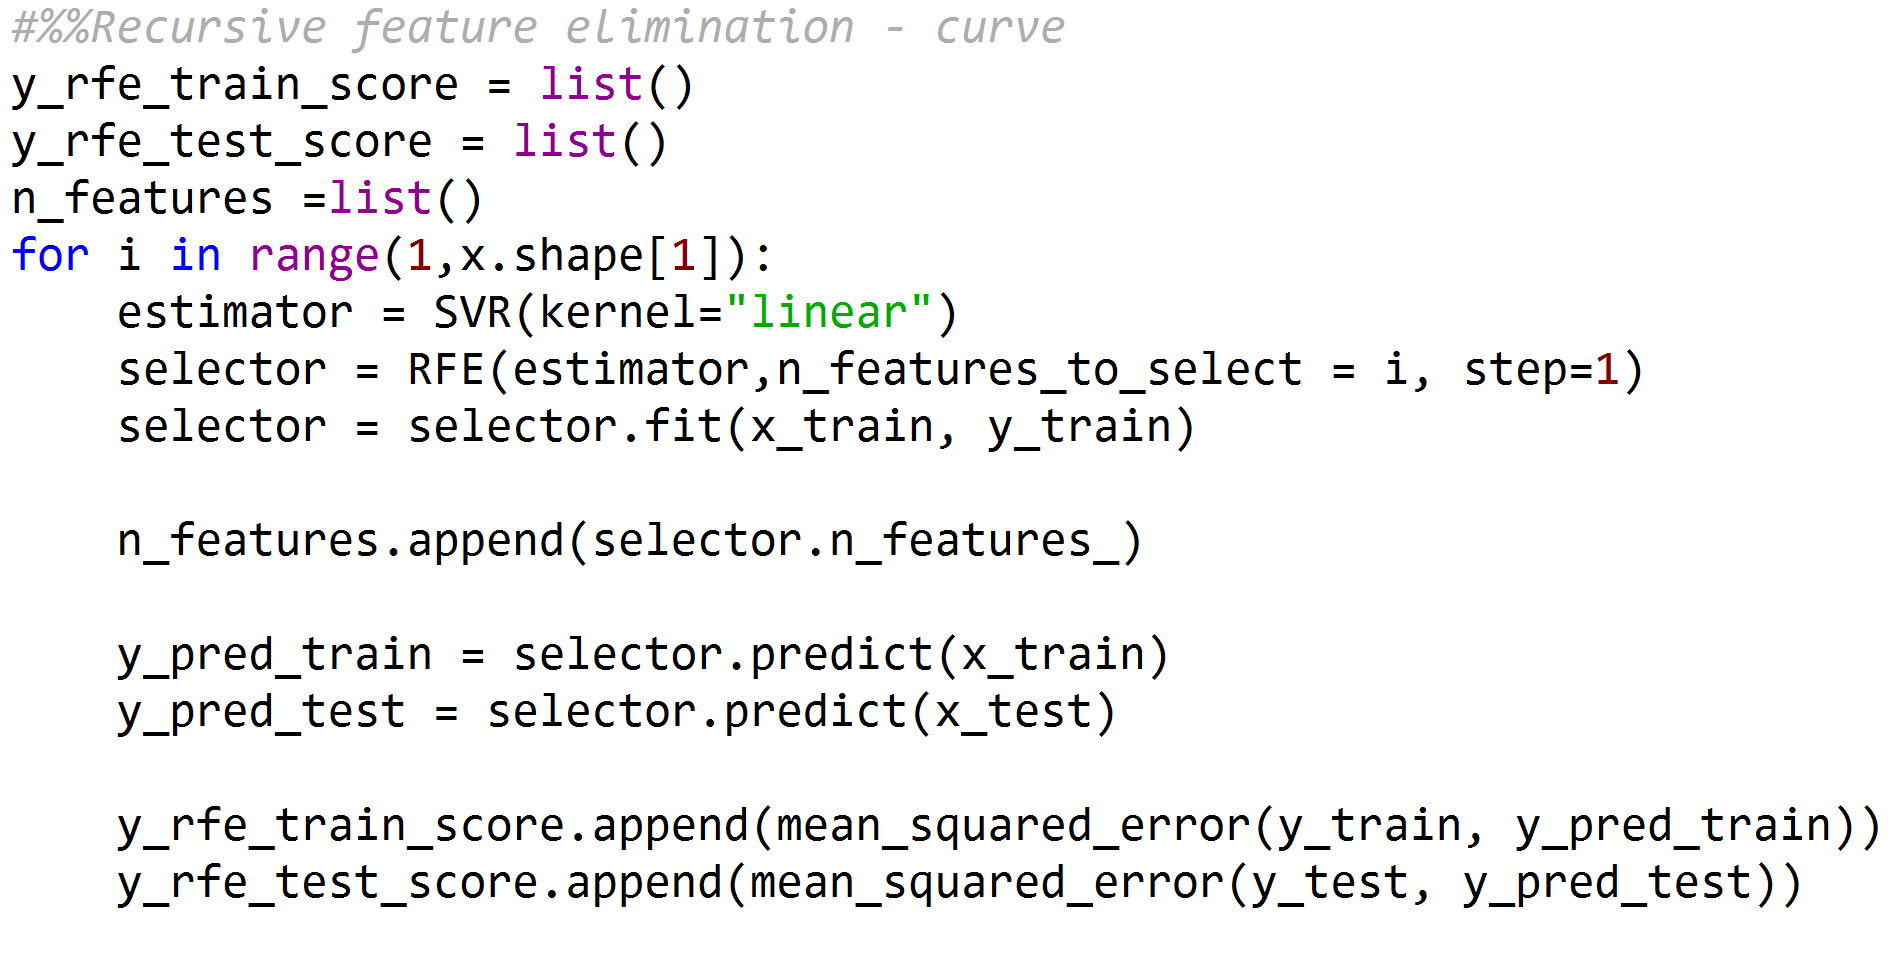 #%%Recursive feature elimination - curve
y_rfe_train_score = list()
y_rfe_test_score = list()
n_features =list()
for i in range(1,x.shape[1]):
    estimator = SVR(kernel="linear")
    selector = RFE(estimator,n_features_to_select = i, step=1)
    selector = selector.fit(x_train, y_train)
    n_features.append(selector.n_features_)
    y_pred_train = selector.predict(x_train)
    y_pred_test = selector.predict(x_test)
    y_rfe_train_score.append(mean_squared_error(y_train, y_pred_train))
    y_rfe_test_score.append(mean_squared_error(y_test, y_pred_test))